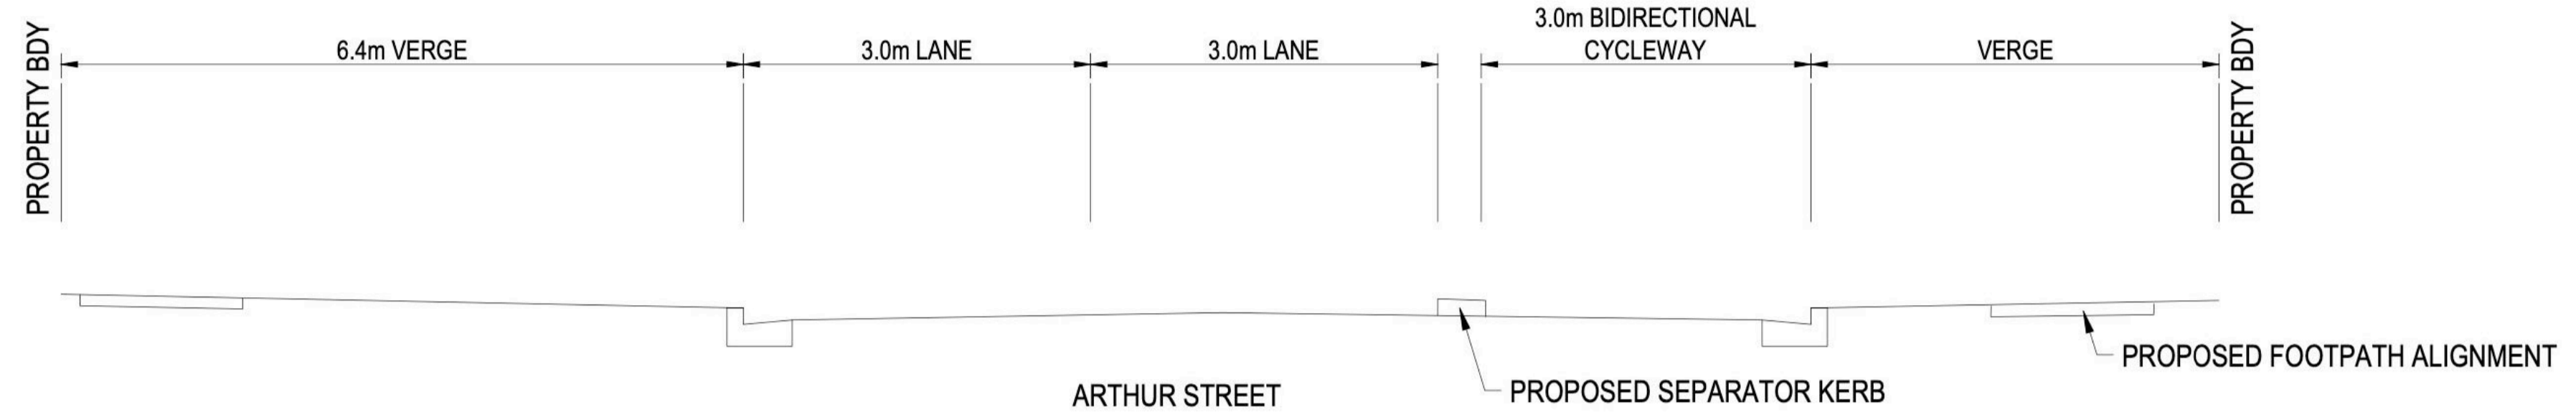 PROPERTY BDY
6.4m VERGE
3.0m LANE
3.0m LANE
3.0m BIDIRECTIONAL
CYCLEWAY
VERGE
PROPERTY BDY
PROPOSED FOOTPATH ALIGNMENT
PROPOSED SEPARATOR KERB
ARTHUR STREET